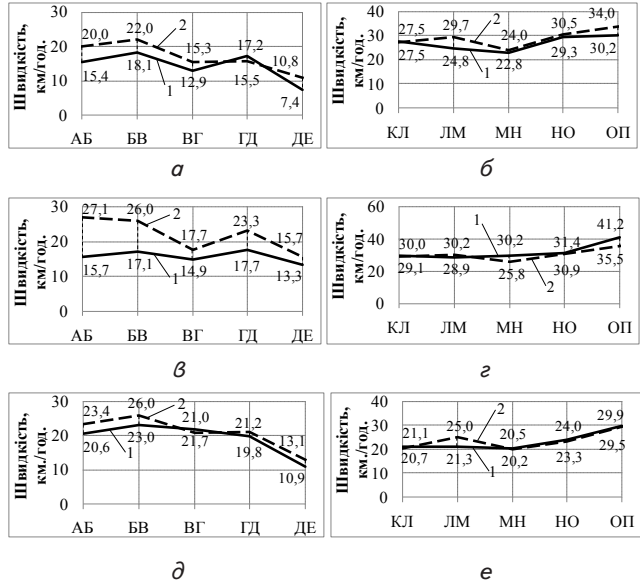 Швидкість, км/год.
30
20
10
0
20,0
22,0
2
15,3
17,2
10,8
15,4
18,1
1
12,9
15,5
7,4
АБ
БВ
ВГ
ГД
ДЕ
а
Швидкість, км/год.
40
30
20
10
0
27,5
29,7
2
24,0
30,5
34,0
27,5
24,8
1
22,8
29,3
30,2
КЛ
ЛМ
МН
НО
ОП
б
Швидкість, км/год.
30
20
10
0
27,1
26,0
2
17,7
23,3
15,7
15,7
17,1
1
14,9
17,7
13,3
АБ
БВ
ВГ
ГД
ДЕ
в
Швидкість, км/год.
60
40
20
0
30,0
30,2
1
30,2
31,4
41,2
29,1
28,9
25,8
2
30,9
35,5
КЛ
ЛМ
МН
НО
ОП
г
Швидкість, км./год.
30
20
10
0
23,4
26,0
2
21,0
21,2
13,1
20,6
1
23,0
21,7
19,8
10,9
АБ
БВ
ВГ
ГД
ДЕ
д
Швидкість, км./год.
40
30
20
10
0
21,1
25,0
2
20,5
24,0
29,9
20,7
21,3
1
20,2
23,3
29,5
КЛ
ЛМ
МН
НО
ОП
е